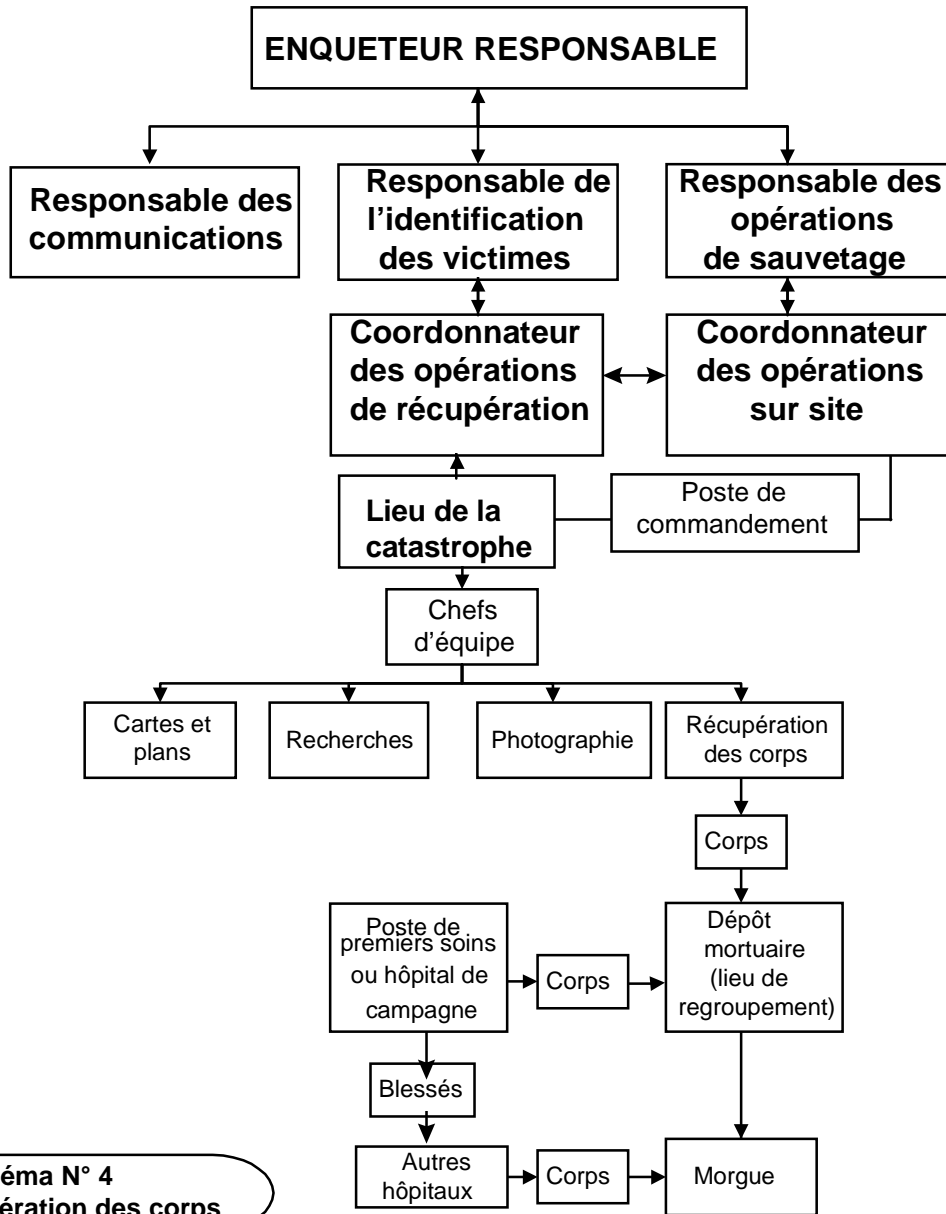 ENQUETEUR RESPONSABLE
Responsable des
communications
Responsable de
l’identification
des victimes
Responsable des
opérations
de sauvetage
Coordonnateur
des opérations
de récupération
Coordonnateur
des opérations
sur site
Lieu de la
catastrophe
Poste de
commandement
Chefs
d’équipe
Cartes et
plans
Recherches
Photographie
Récupération
des corps
Corps
Poste de
premiers soins
ou hôpital de
campagne
Corps
Dépôt
mortuaire
(lieu de
regroupement)
Blessés
Autres
hôpitaux
Corps
Morgue
éma N° 4
ération des corps